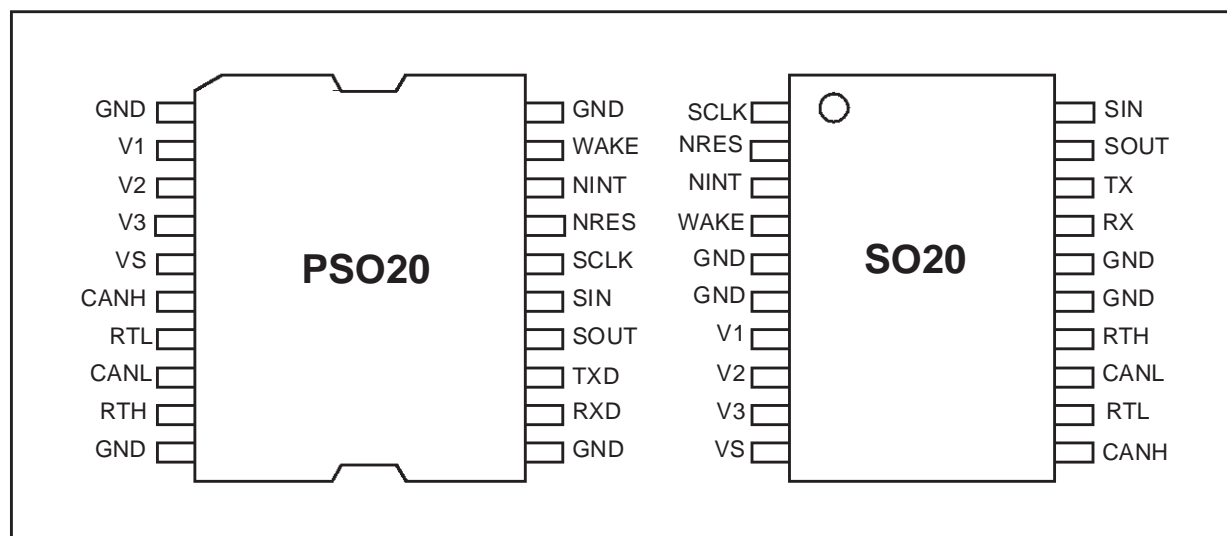 GND
V1
V2
V3
VS
CANH
RTL
CANL
RTH
GND
PSO20
GND
WAKE
NINT
NRES
SCLK
SIN
SOUT
TXD
RXD
GND
SCLK
NRES
NINT
WAKE
GND
GND
V1
V2
V3
VS
SO20
SIN
SOUT
TX
RX
GND
GND
RTH
CANL
RTL
CANH